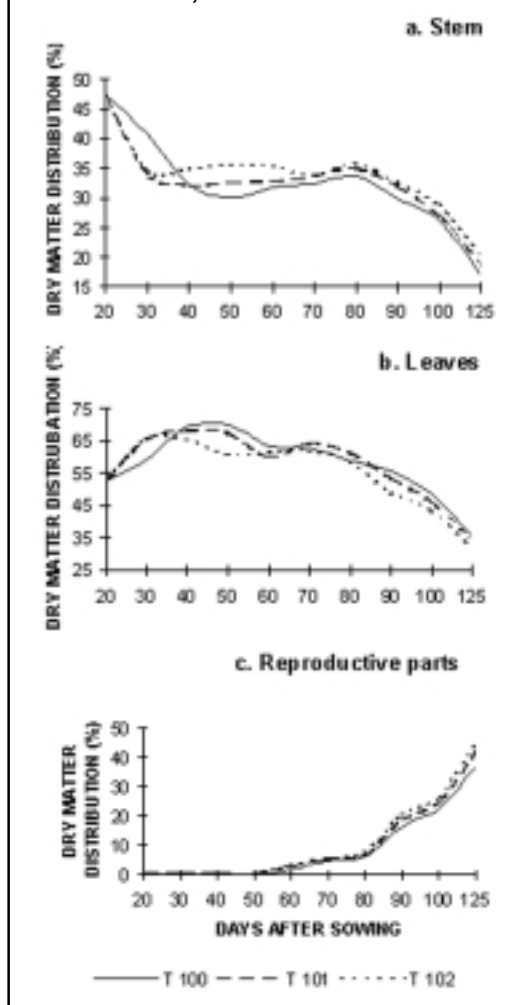 a. Stem
DRY MATTER DISTRIBUTION (%)
50
45
40
35
30
25
20
15
20 30 40 50 60 70 80 90 100 125
b. Leaves
DRY MATTER DISTRUBATION (%)
75
65
55
45
35
25
20 30 40 50 60 70 80 90 100 125
c. Reproductive parts
DRY MATTER
DISTRIBUTION (%)
50
40
30
20
10
0
20 30 40 50 60 70 80 90 100 125
DAYS AFTER SOWING
T 100 T 101 T 102